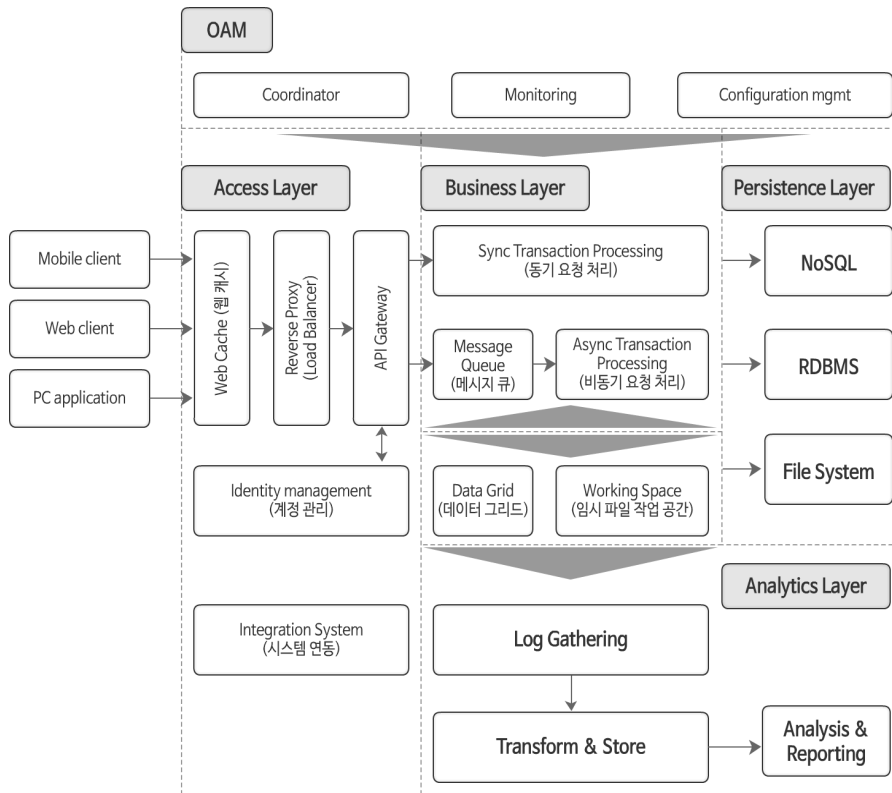 OAM
Coordinator
Monitoring
Configuration mgmt
Access Layer
Business Layer
Persistence Layer
Mobile client
Web client
PC application
Web Cache (웹 캐시)
Reverse Proxy
(Load Balancer)
API Gateway
Sync Transaction Processing
(동기 요청 처리)
Message
Queue
(메시지 큐)
Async Transaction
Processing
(비동기 요청 처리)
NoSQL
RDBMS
File System
Identity management
(계정 관리)
Data Grid
(데이터 그리드)
Working Space
(임시 파일 작업 공간)
Analytics Layer
Integration System
(시스템 연동)
Log Gathering
Transform & Store
Analysis &
Reporting